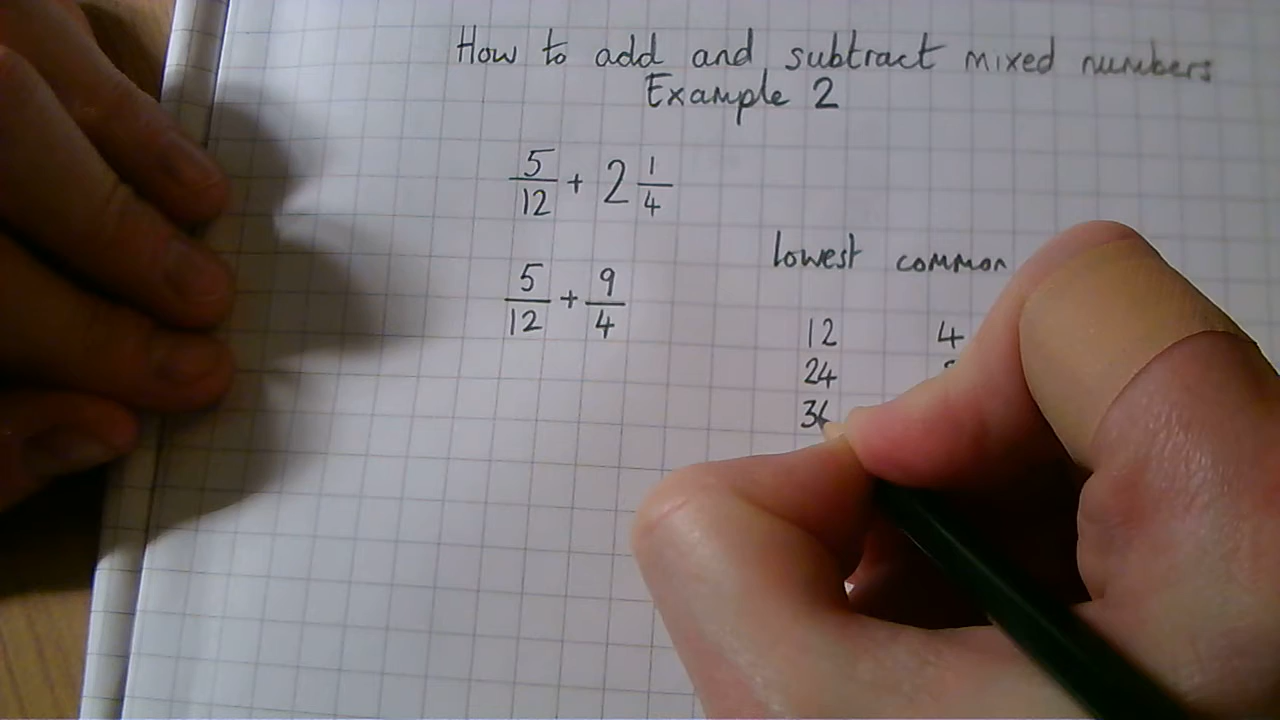 How to add and subtract mixed numbers
Example 2
5/12 + 2 1/4
lowest common
5/12 + 9/4
12 4
24
36